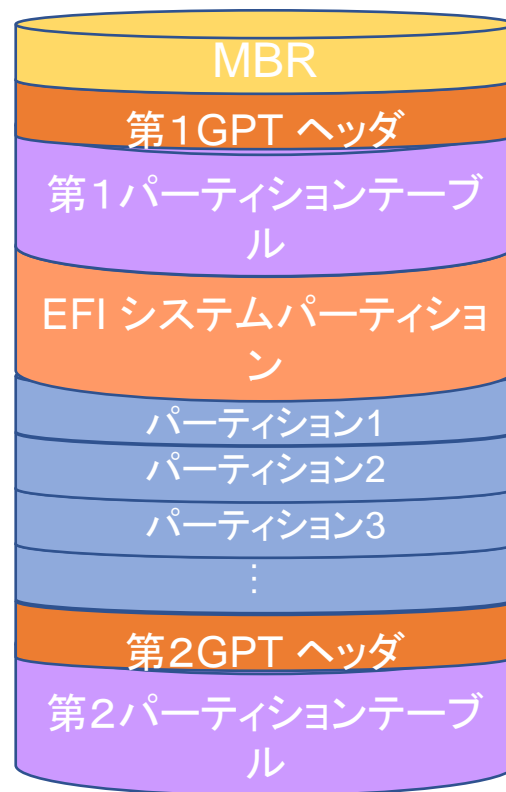 MBR
第１GPT ヘッダ
第１パーティションテーブ
ル
EFI システムパーティショ
ン
パーティション1
パーティション2
パーティション3
⋮
第２GPT ヘッダ
第２パーティションテーブ
ル